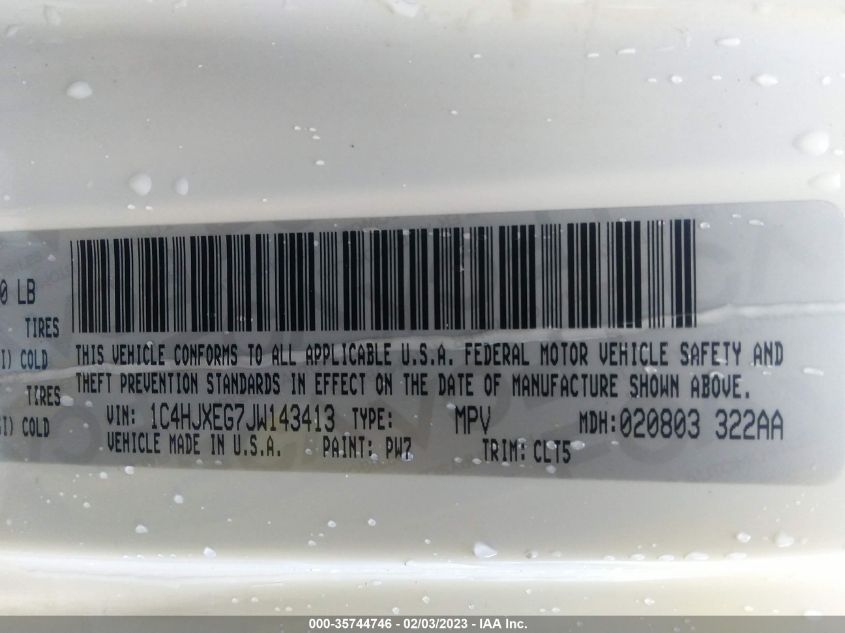 0 LB
TIRES
I) COLD
TIRES
I) COLD
THIS VEHICLE CONFORMS TO ALL APPLICABLE U.S.A. FEDERAL MOTOR VEHICLE SAFETY AND
THEFT PREVENTION STANDARDS IN EFFECT ON THE DATE OF MANUFACTURE SHOWN ABOVE.
VIN: 1C4HJXEG7JW143413 TYPE: MPV MDH:020803 322AA
VEHICLE MADE IN U.S.A. PAINT: PW7 TRIM: CLT5
000-35744746 - 02/03/2023 - IAA Inc.